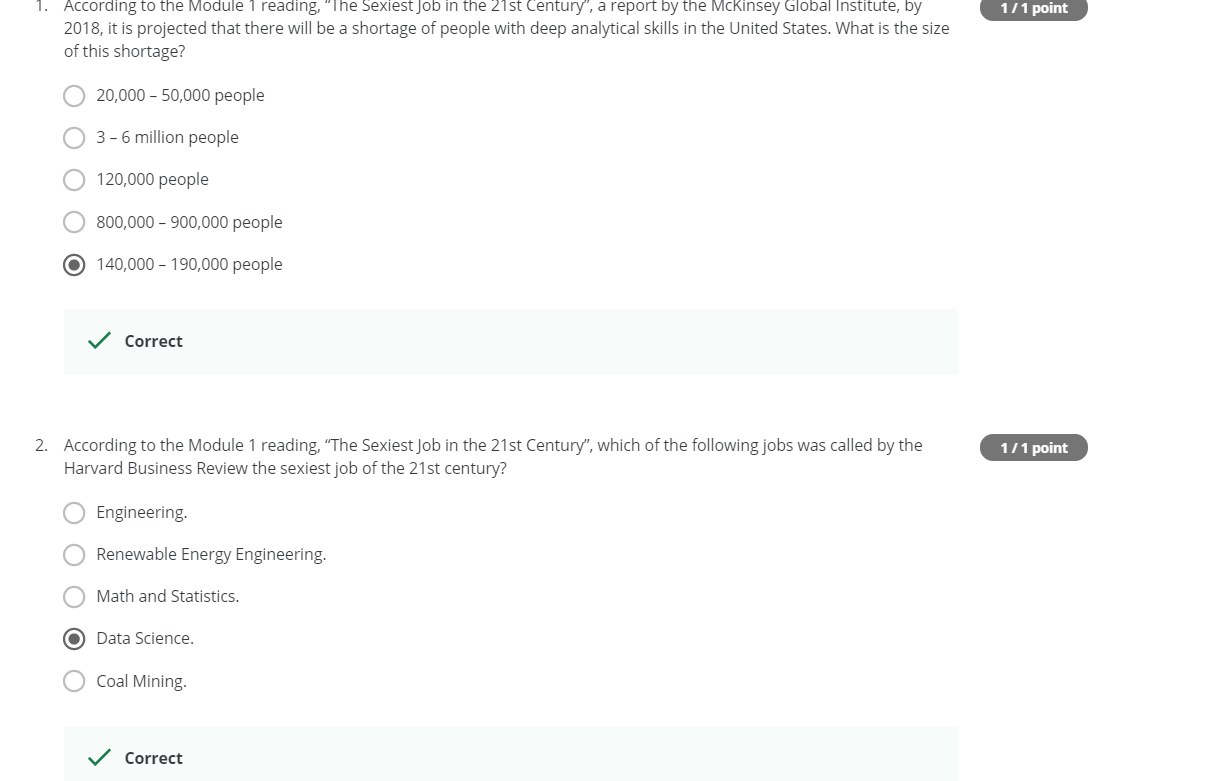 1. According to the Module 1 reading, “The Sexiest Job in the 21st Century”, a report by the McKinsey Global Institute, by
1 / 1 point
2018, it is projected that there will be a shortage of people with deep analytical skills in the United States. What is the size
of this shortage?
20,000 – 50,000 people
3 – 6 million people
120,000 people
800,000 – 900,000 people
140,000 – 190,000 people
Correct
2. According to the Module 1 reading, “The Sexiest Job in the 21st Century”, which of the following jobs was called by the
1 / 1 point
Harvard Business Review the sexiest job of the 21st century?
Engineering.
Renewable Energy Engineering.
Math and Statistics.
Data Science.
Coal Mining.
Correct